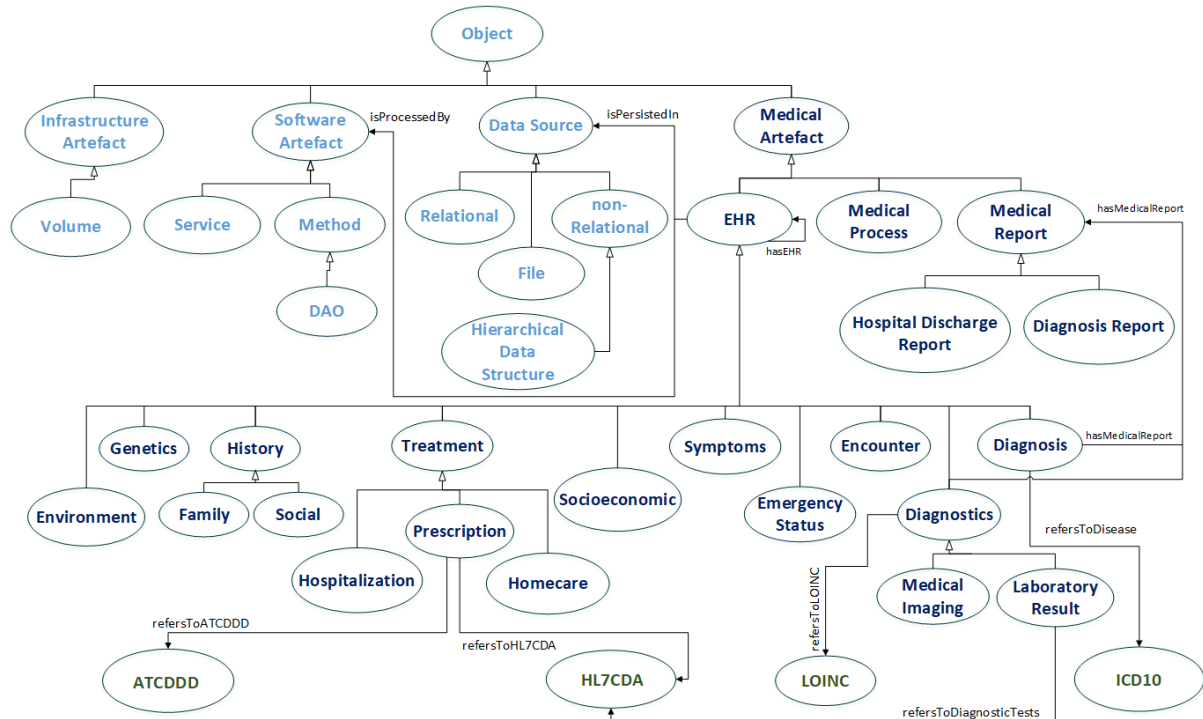 Object
Infrastructure
Artefact
Software
Artefact
isProcessedBy
Data Source
isPersistedIn
Medical
Artefact
Volume
Service
Method
Relational
non-
Relational
EHR
hasEHR
Medical
Process
Medical
Report
hasMedicalReport
File
DAO
Hierarchical
Data
Structure
Hospital Discharge
Report
Diagnosis Report
Genetics
History
Treatment
Symptoms
Encounter
Diagnosis
hasMedicalReport
Environment
Family
Social
Prescription
Socioeconomic
Emergency
Status
Diagnostics
refersToDisease
Hospitalization
Homecare
refersToLOINC
Medical
Imaging
Laboratory
Result
refersToATCDDD
refersToHL7CDA
ATCDDD
HL7CDA
LOINC
ICD10
refersToDiagnosticTests